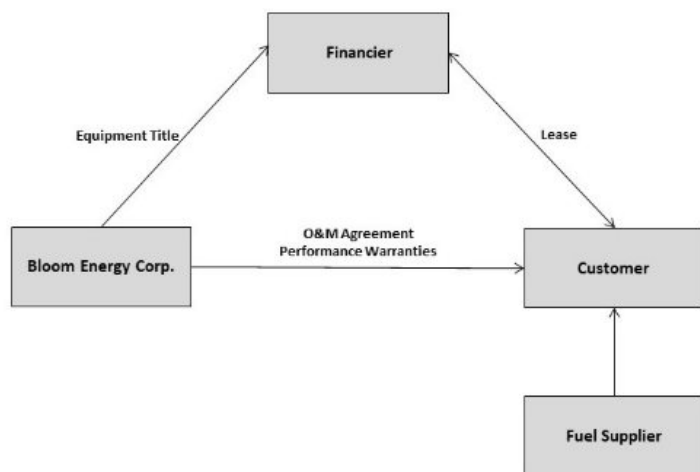 Financier
Equipment Title
Lease
O&M Agreement
Performance Warranties
Bloom Energy Corp.
Customer
Fuel Supplier